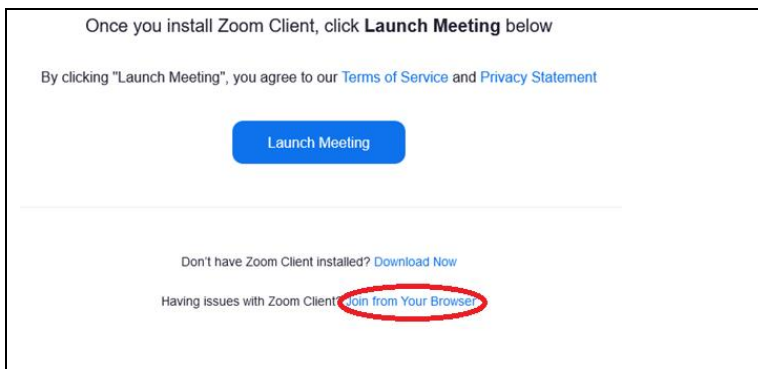 Once you install Zoom Client, click Launch Meeting below
By clicking "Launch Meeting", you agree to our Terms of Service and Privacy Statement
Launch Meeting
Don't have Zoom Client installed? Download Now
Having issues with Zoom Client? Join from Your Browser